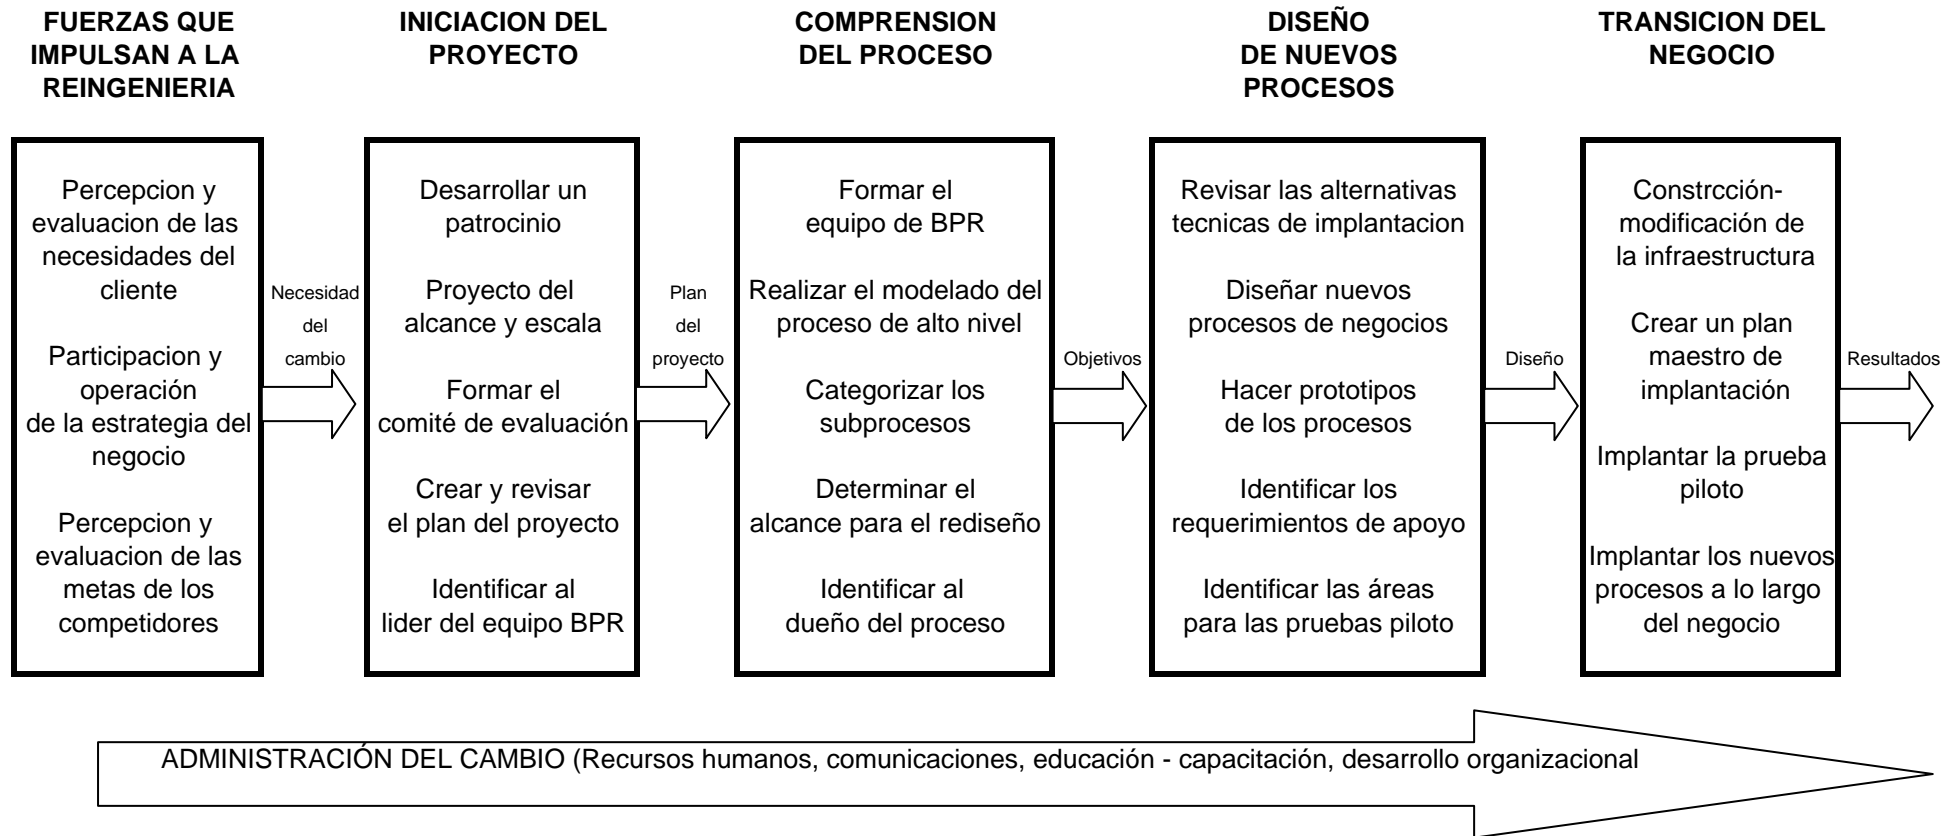 FUERZAS QUE
IMPULSAN A LA
REINGENIERIA
INICIACION DEL
PROYECTO
COMPRENSION
DEL PROCESO
DISEÑO
DE NUEVOS
PROCESOS
TRANSICION DEL
NEGOCIO
Percepcion y
evaluacion de las
necesidades del
cliente
Participacion y
operación
de la estrategia del
negocio
Percepcion y
evaluacion de las
metas de los
competidores
Necesidad
del
cambio
Desarrollar un
patrocinio
Proyecto del
alcance y escala
Formar el
comité de evaluación
Crear y revisar
el plan del proyecto
Identificar al
lider del equipo BPR
Plan
del
proyecto
Formar el
equipo de BPR
Realizar el modelado del
proceso de alto nivel
Categorizar los
subprocesos
Determinar el
alcance para el rediseño
Identificar al
dueño del proceso
Objetivos
Revisar las alternativas
tecnicas de implantacion
Diseñar nuevos
procesos de negocios
Hacer prototipos
de los procesos
Identificar los
requerimientos de apoyo
Identificar las áreas
para las pruebas piloto
Diseño
Constrcción-
modificación de
la infraestructura
Crear un plan
maestro de
implantación
Implantar la prueba
piloto
Implantar los nuevos
procesos a lo largo
del negocio
Resultados
ADMINISTRACIÓN DEL CAMBIO (Recursos humanos, comunicaciones, educación - capacitación, desarrollo organizacional